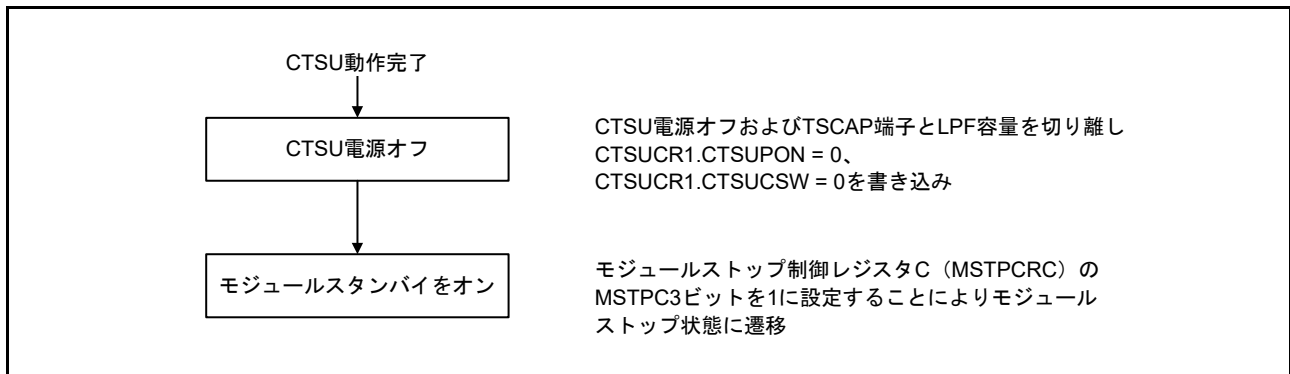 CTSU動作完了
CTSU電源オフ
CTSU電源オフおよびTSCAP端子とLPF容量を切り離し
CTSUCR1.CTSUPON = 0、
CTSUCR1.CTSUCSW = 0を書き込み
モジュールスタンバイをオン
モジュールストップ制御レジスタC（MSTPCRC）の
MSTPC3ビットを1に設定することによりモジュール
ストップ状態に遷移